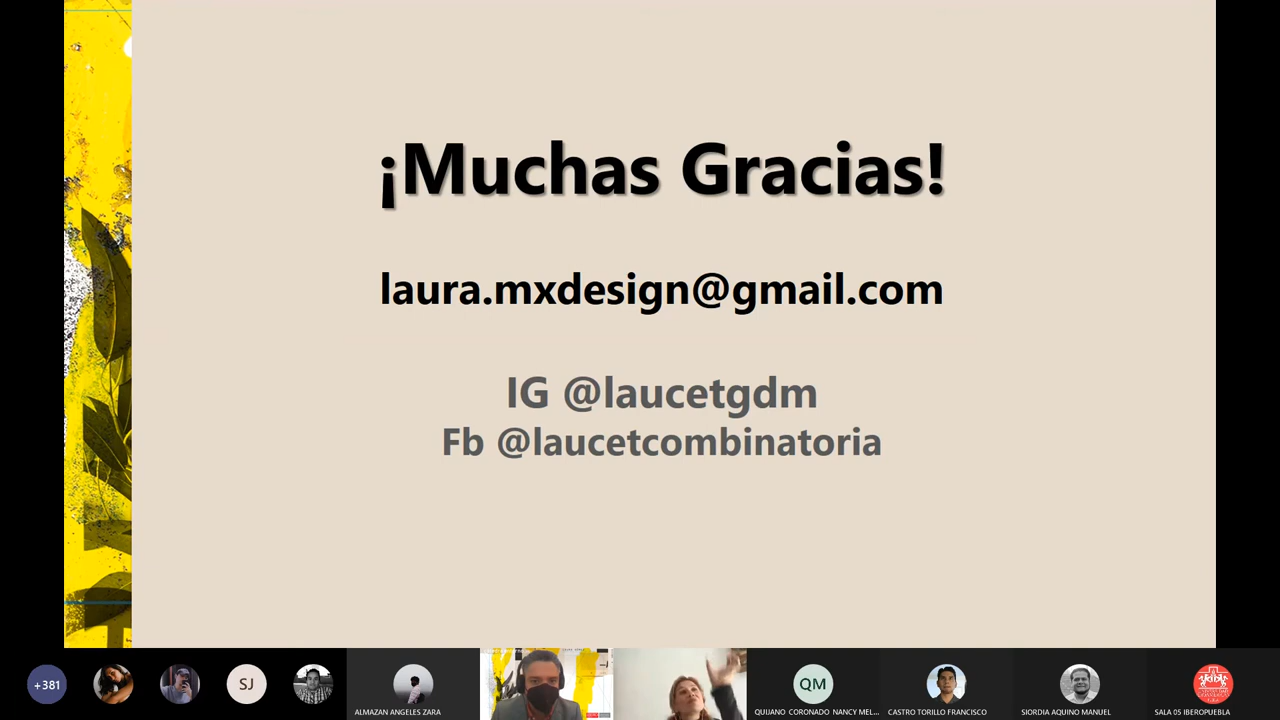 ¡Muchas Gracias!
laura.mxdesign@gmail.com
IG @laucetgdm
Fb @laucetcombinatoria
+381
SJ
QM
ALMAZAN ANGELES ZARA
QUIJANO CORONADO NANCY MEL...
CASTRO TORILLO FRANCISCO
SIORDIA AQUINO MANUEL
SALA 05 IBEROPUEBLA